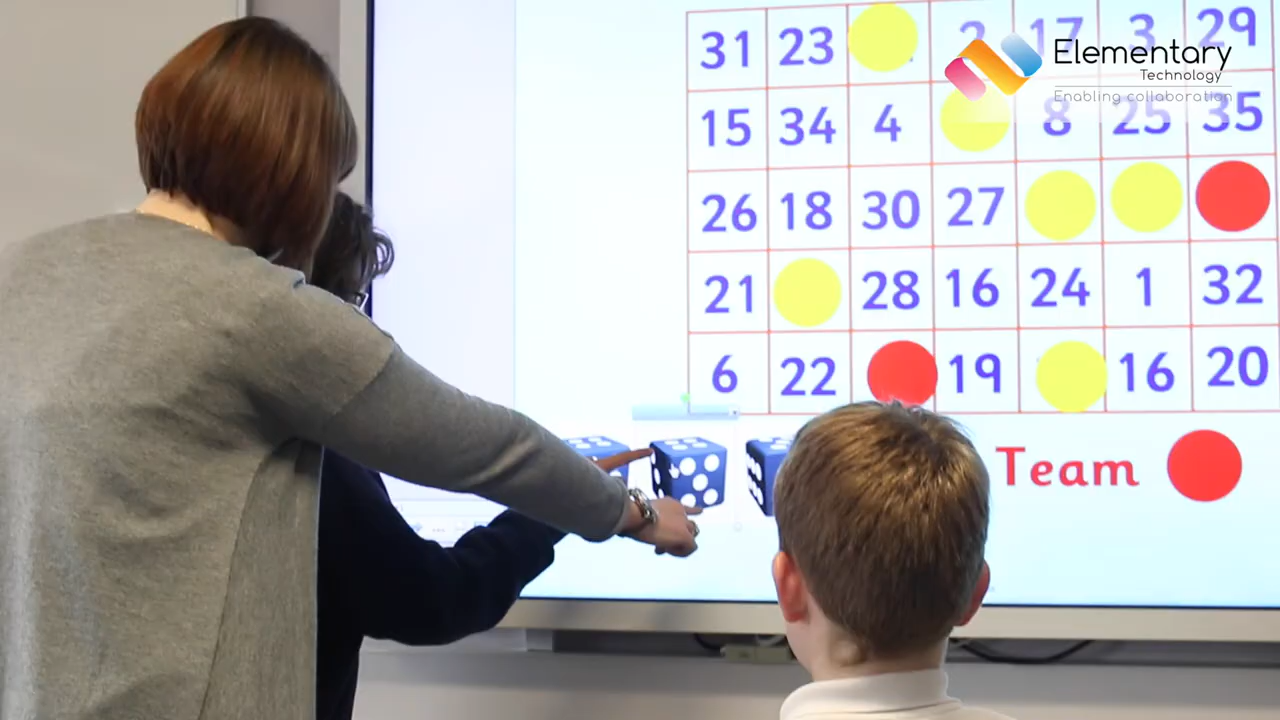 31 23 2 17 3 29
Elementary
Technology
Enabling collaboration
15 34 4 8 25 35
26 18 30 27
21 28 16 24 1 32
6 22 19 16 20
Team